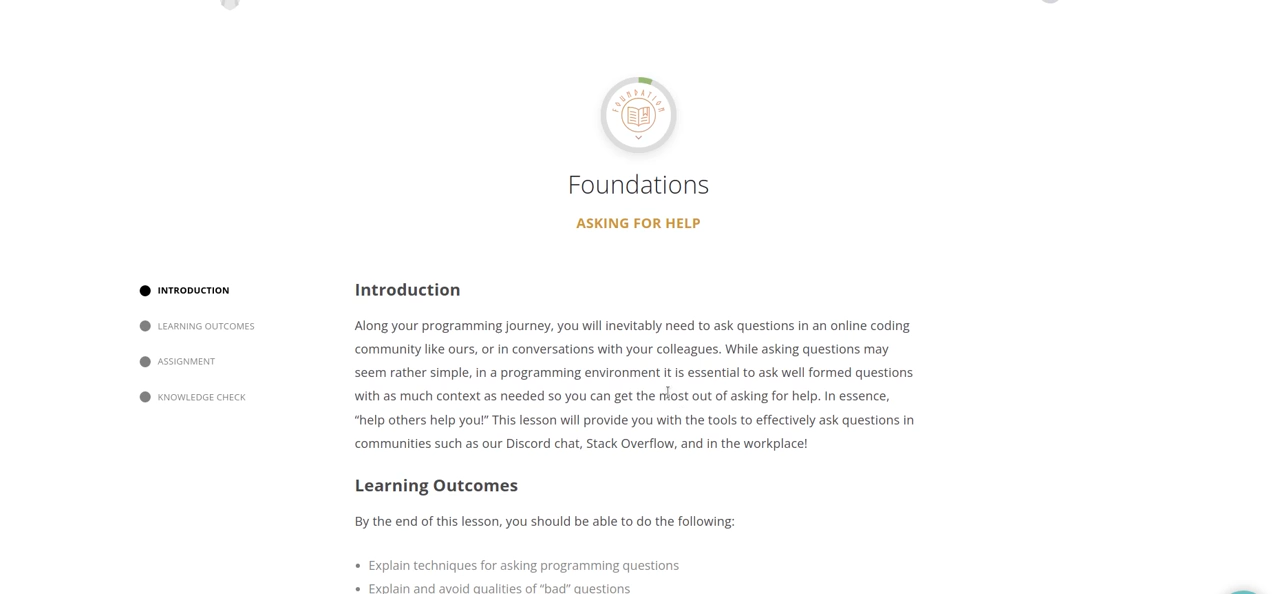 FOUNDATION
Foundations
ASKING FOR HELP
INTRODUCTION
LEARNING OUTCOMES
ASSIGNMENT
KNOWLEDGE CHECK
Introduction
Along your programming journey, you will inevitably need to ask questions in an online coding
community like ours, or in conversations with your colleagues. While asking questions may
seem rather simple, in a programming environment it is essential to ask well formed questions
with as much context as needed so you can get the most out of asking for help. In essence,
“help others help you!” This lesson will provide you with the tools to effectively ask questions in
communities such as our Discord chat, Stack Overflow, and in the workplace!
Learning Outcomes
By the end of this lesson, you should be able to do the following:
• Explain techniques for asking programming questions
• Explain and avoid qualities of “bad” questions